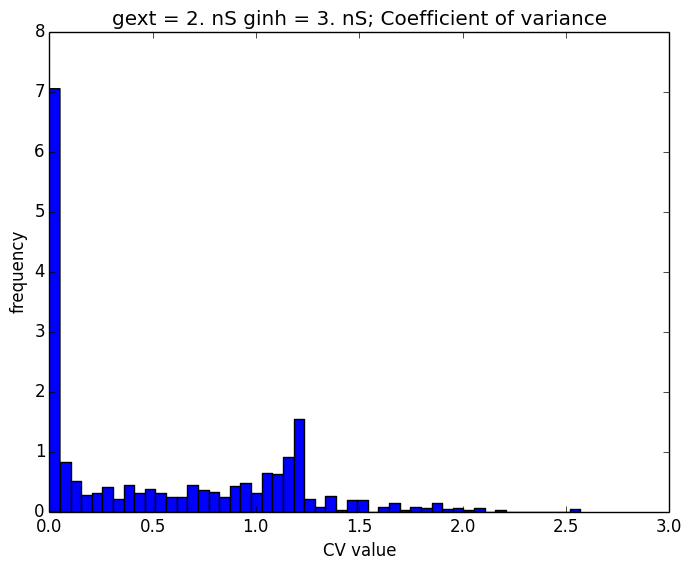 gext = 2. nS ginh = 3. nS; Coefficient of variance
8
7
6
5
4
3
2
1
0
frequency
0.0 0.5 1.0 1.5 2.0 2.5 3.0
CV value